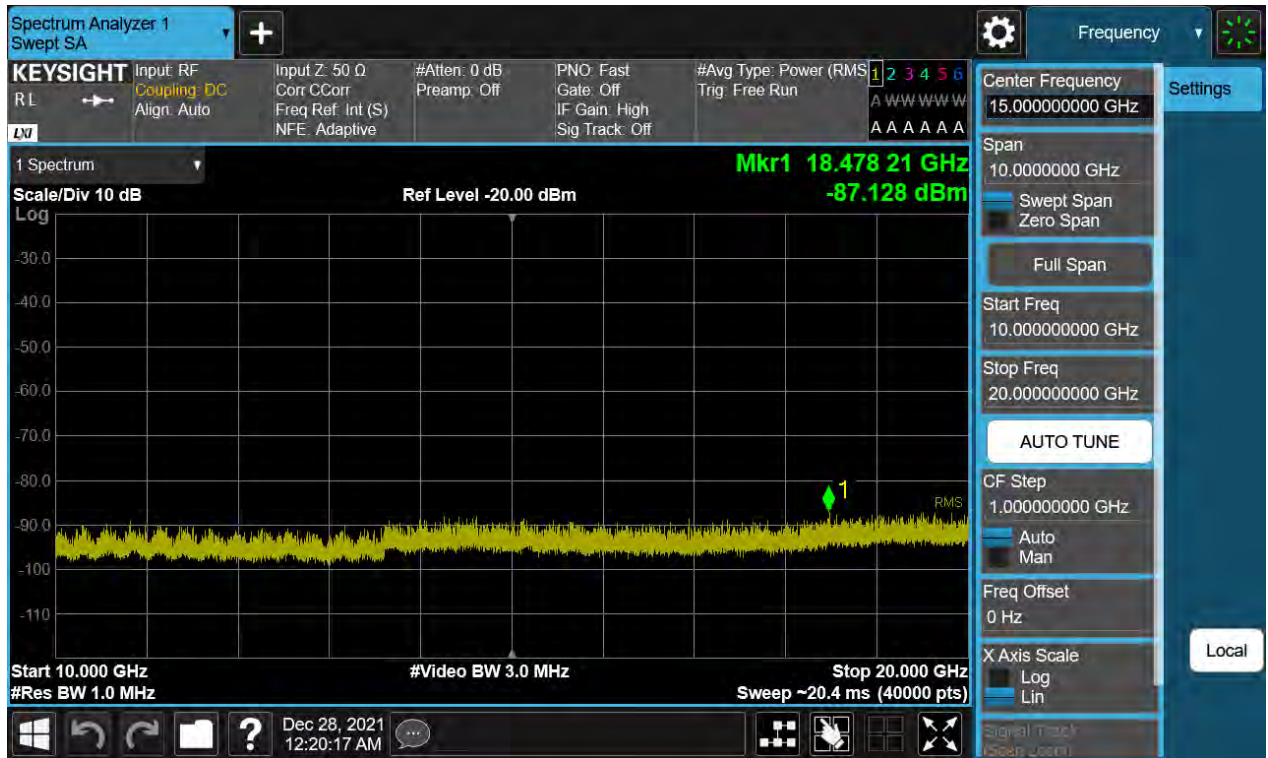 Spectrum Analyzer 1
Swept SA
Frequency
KEYSIGHT
RL
LXI
Input: RF
Coupling: DC
Align: Auto
Input Z: 50 Ω
Corr CCorr
Freq Ref: Int (S)
NFE: Adaptive
#Atten: 0 dB
Preamp: Off
PNO: Fast
Gate: Off
IF Gain: High
Sig Track: Off
#Avg Type: Power (RMS
Trig: Free Run
1 2 3 4 5 6
A W W W W W
A A A A A A
1 Spectrum
Scale/Div 10 dB
Log
Ref Level -20.00 dBm
Mkr1 18.478 21 GHz
-87.128 dBm
-30.0
-40.0
-50.0
-60.0
-70.0
-80.0
-90.0
-100
-110
1
RMS
Start 10.000 GHz
#Res BW 1.0 MHz
#Video BW 3.0 MHz
Stop 20.000 GHz
Sweep ~20.4 ms (40000 pts)
Center Frequency
15.000000000 GHz
Settings
Span
10.0000000 GHz
Swept Span
Zero Span
Full Span
Start Freq
10.000000000 GHz
Stop Freq
20.000000000 GHz
AUTO TUNE
CF Step
1.000000000 GHz
Auto
Man
Freq Offset
0 Hz
X Axis Scale
Log
Lin
Signal Track
(Span Zoom)
Local
?
Dec 28, 2021
12:20:17 AM